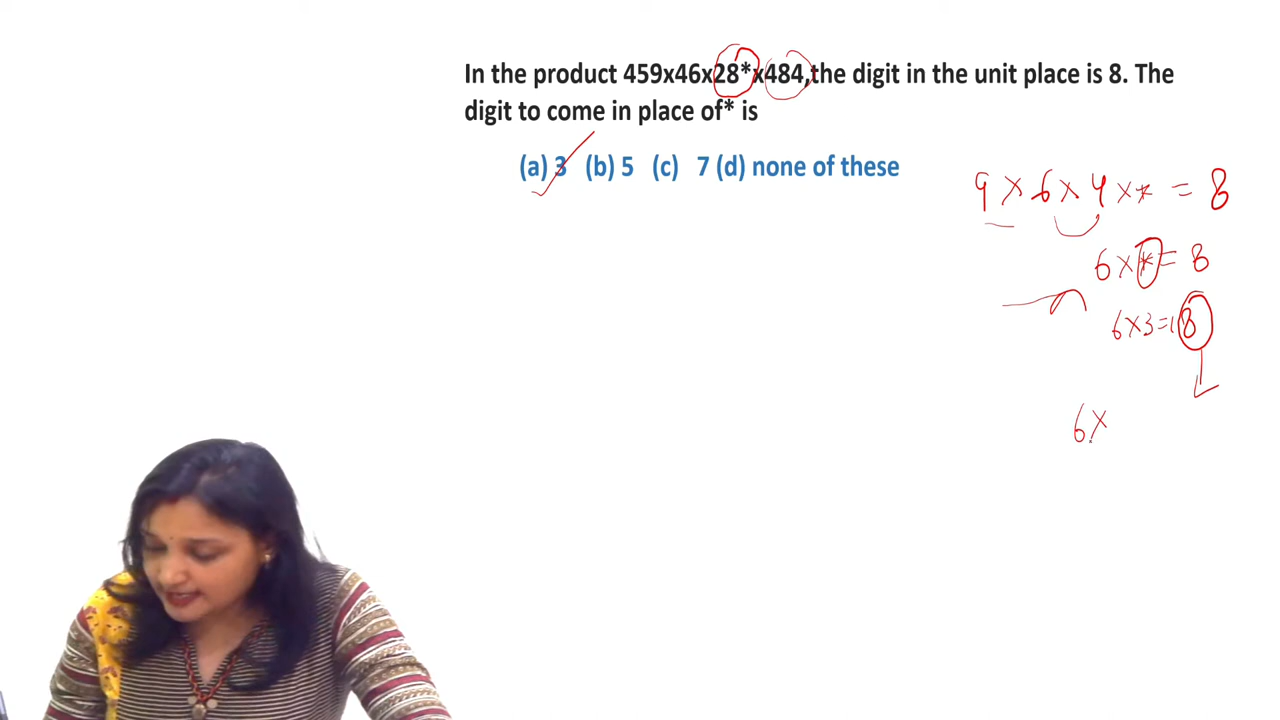 In the product 459x46x28*x484,the digit in the unit place is 8. The
digit to come in place of* is
(a) 3 (b) 5 (c) 7 (d) none of these
9 x 6 x 4 x * = 8
6 x * = 8
6 x 3 = 18
6 x